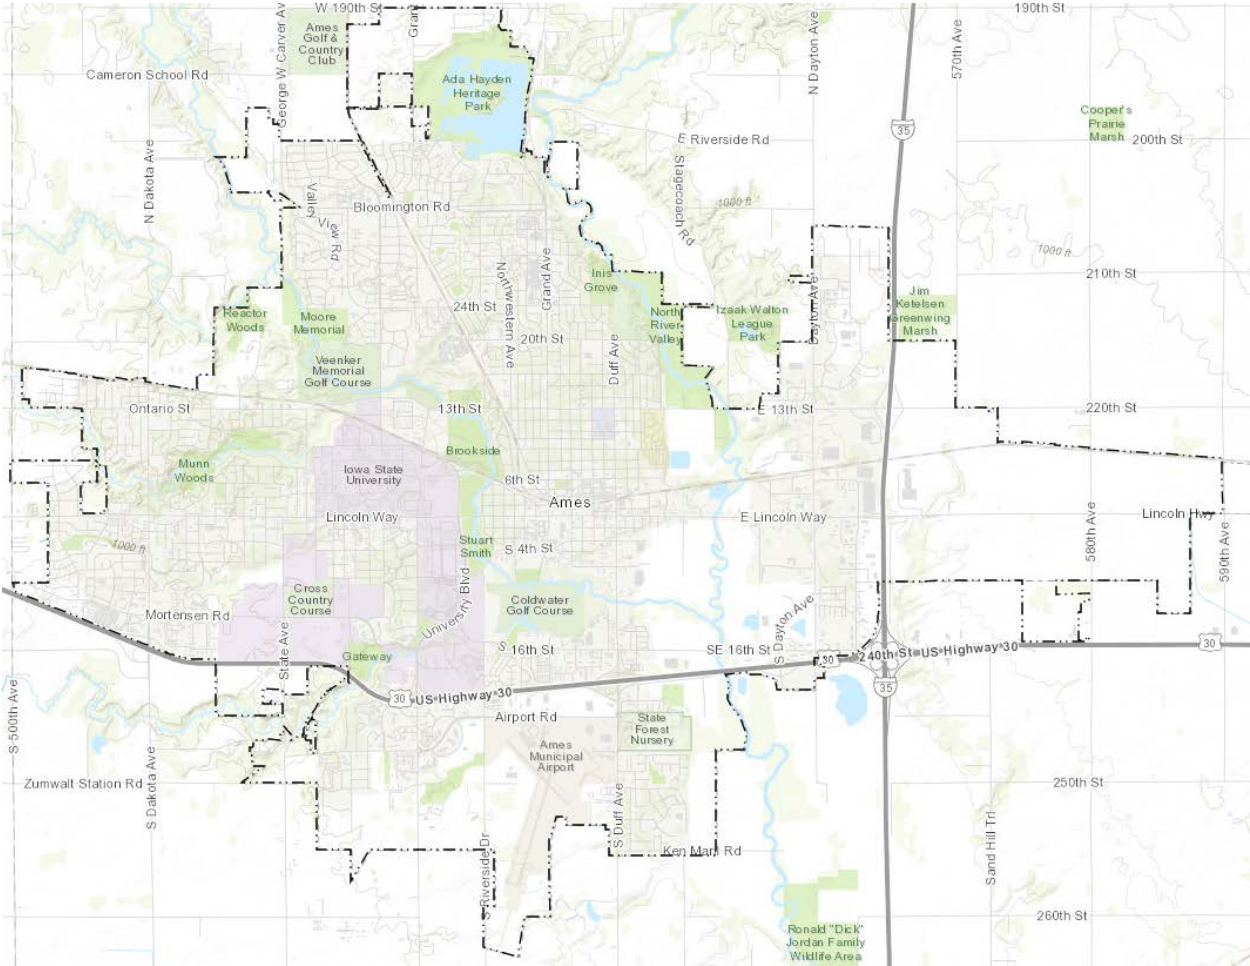 W 190th St
Grant
190th St
Ames
Golf &
Country
Club
George W Carver Av
N Dayton Ave
570th Ave
Cameron School Rd
Ada Hayden
Heritage
Park
Cooper's
Prairie
Marsh
35
E Riverside Rd
200th St
N Dakota Ave
Stagecoach Rd
Valley View Rd
Bloomington Rd
1000 ft
1000 ft
Northwestern Ave
Grand Ave
Inis
Grove
210th St
Dayton Ave
Jim
Ketelsen
Greenwing
Marsh
24th St
Reactor
Woods
Moore
Memorial
North
River
Valley
Izaak Walton
League
Park
20th St
Duff Ave
Veenker
Memorial
Golf Course
Ontario St
13th St
E 13th St
220th St
Brookside
Munn
Woods
Iowa State
University
6th St
Ames
Lincoln Way
E Lincoln Way
Lincoln Hwy
580th Ave
590th Ave
1000 ft
Stuart
Smith
S 4th St
Cross
Country
Course
University Blvd
Coldwater
Golf Course
Mortensen Rd
State Ave
S Dayton Ave
S 16th St
SE 16th St
Gateway
30
240th St
US Highway 30
30
30
US Highway 30
35
S 500th Ave
Airport Rd
State
Forest
Nursery
Ames
Municipal
Airport
Zumwalt Station Rd
S Dakota Ave
250th St
S Duff Ave
Sand Hill Trl
Ken Maril Rd
S Riverside Dr
260th St
Ronald "Dick"
Jordan Family
Wildlife Area